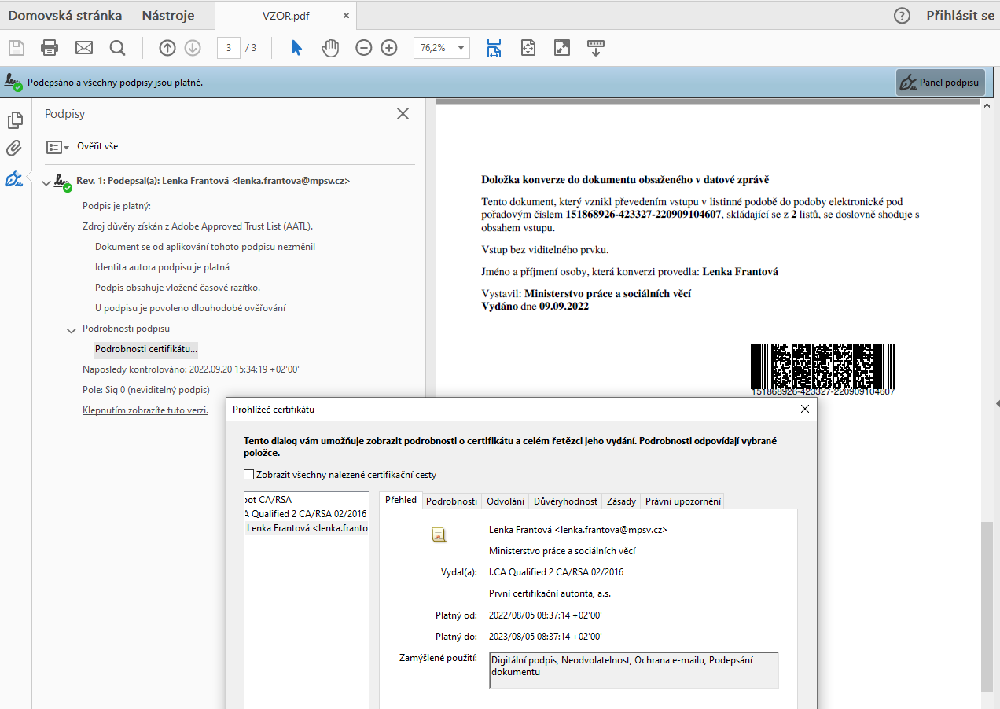 Domovská stránka
Nástroje
VZOR.pdf
Přihlásit se
3
/ 3
76,2%
Podepsáno a všechny podpisy jsou platné.
Panel podpisu
Podpisy
Ověřit vše
Rev. 1: Podepsal(a): Lenka Frantová <lenka.frantova@mpsv.cz>
Podpis je platný:
Zdroj důvěry získán z Adobe Approved Trust List (AATL).
Dokument se od aplikování tohoto podpisu nezměnil
Identita autora podpisu je platná
Podpis obsahuje vložené časové razítko.
U podpisu je povoleno dlouhodobé ověřování
Podrobnosti podpisu
Podrobnosti certifikátu...
Naposledy kontrolováno: 2022.09.20 15:34:19 +02'00'
Pole: Sig 0 (neviditelný podpis)
Klepnutím zobrazíte tuto verzi.
Doložka konverze do dokumentu obsaženého v datové zprávě
Tento dokument, který vznikl převedením vstupu v listinné podobě do podoby elektronické pod
pořadovým číslem 151868926-423327-220909104607, skládající se z 2 listů, se doslovně shoduje s
obsahem vstupu.
Vstup bez viditelného prvku.
Jméno a příjmení osoby, která konverzi provedla: Lenka Frantová
Vystavil: Ministerstvo práce a sociálních věcí
Vydáno dne 09.09.2022
151868926-423327-220909104607
Prohlížeč certifikátu
Tento dialog vám umožňuje zobrazit podrobnosti o certifikátu a celém řetězci jeho vydání. Podrobnosti odpovídají vybrané
položce.
Zobrazit všechny nalezené certifikační cesty
oot CA/RSA
A Qualified 2 CA/RSA 02/2016
Lenka Frantová <lenka.franto
Přehled
Podrobnosti
Odvolání
Důvěryhodnost
Zásady
Právní upozornění
Lenka Frantová <lenka.frantova@mpsv.cz>
Ministerstvo práce a sociálních věcí
Vydal(a): I.CA Qualified 2 CA/RSA 02/2016
První certifikační autorita, a.s.
Platný od: 2022/08/05 08:37:14 +02'00'
Platný do: 2023/08/05 08:37:14 +02'00'
Zamýšlené použití: Digitální podpis, Neodvolatelnost, Ochrana e-mailu, Podepsání
dokumentu